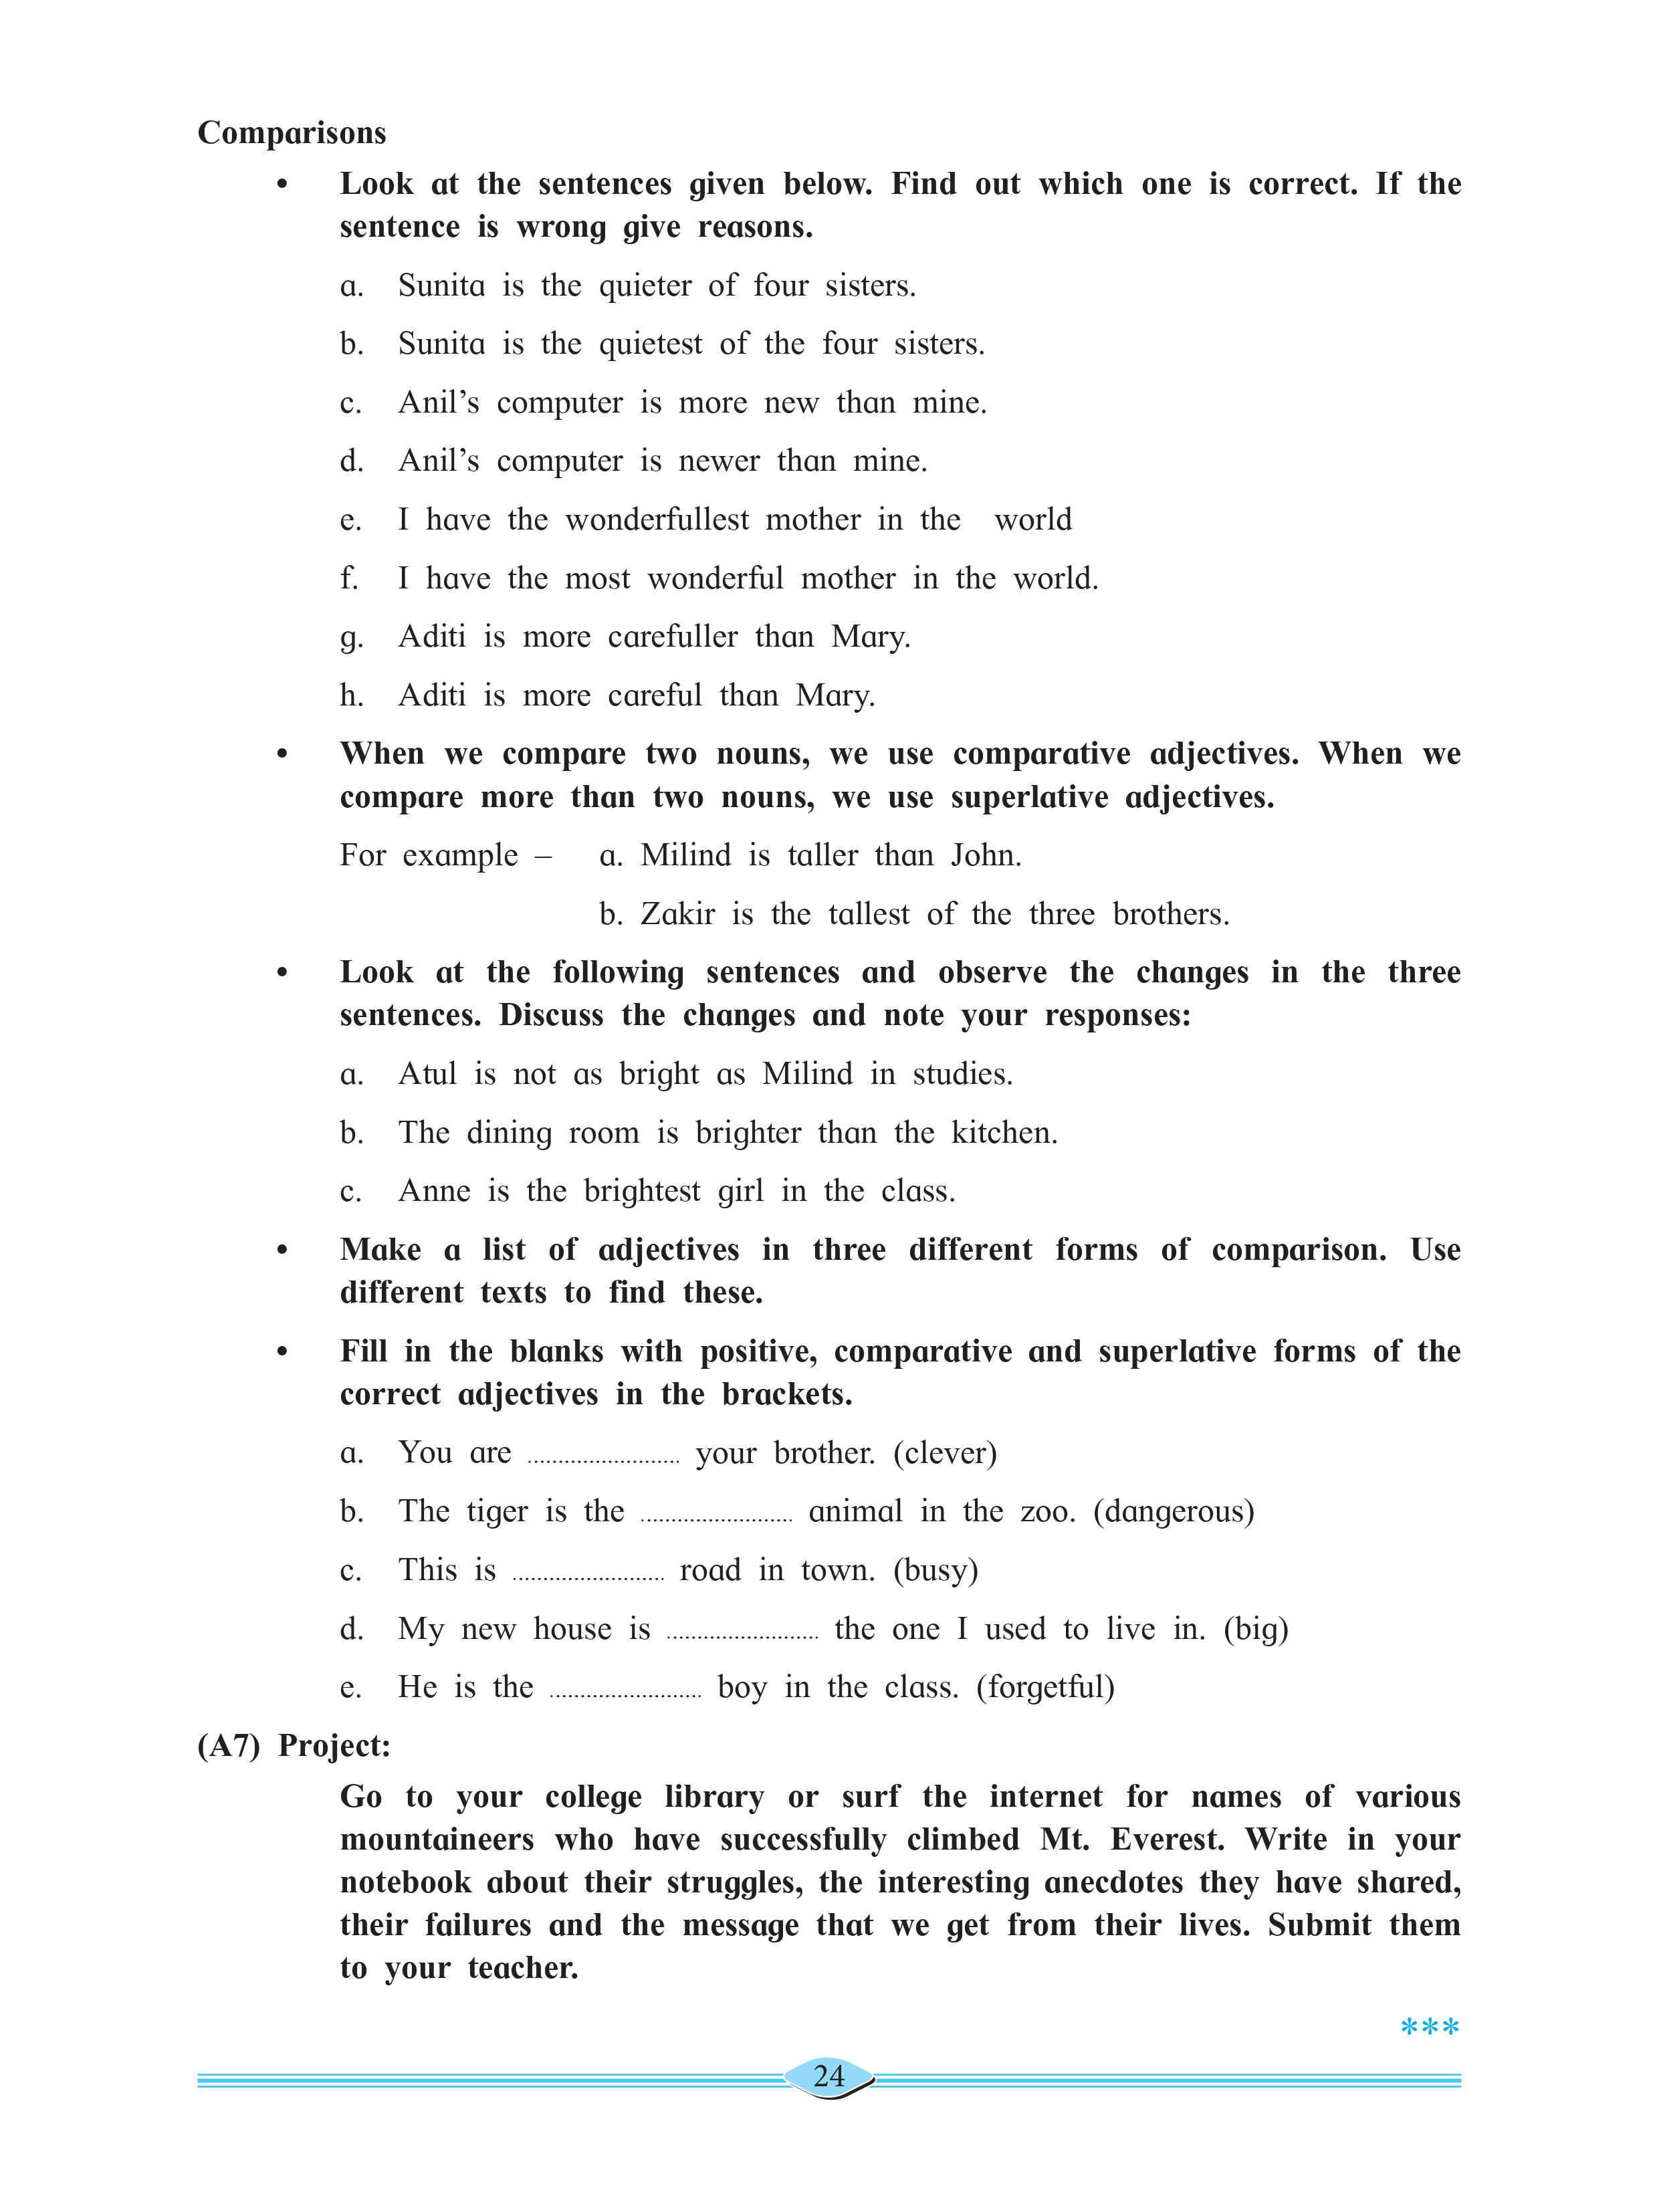 Comparisons
• Look at the sentences given below. Find out which one is correct. If the
sentence is wrong give reasons.
a. Sunita is the quieter of four sisters.
b. Sunita is the quietest of the four sisters.
c. Anil’s computer is more new than mine.
d. Anil’s computer is newer than mine.
e. I have the wonderfullest mother in the world
f. I have the most wonderful mother in the world.
g. Aditi is more carefuller than Mary.
h. Aditi is more careful than Mary.
• When we compare two nouns, we use comparative adjectives. When we
compare more than two nouns, we use superlative adjectives.
For example – a. Milind is taller than John.
b. Zakir is the tallest of the three brothers.
• Look at the following sentences and observe the changes in the three
sentences. Discuss the changes and note your responses:
a. Atul is not as bright as Milind in studies.
b. The dining room is brighter than the kitchen.
c. Anne is the brightest girl in the class.
• Make a list of adjectives in three different forms of comparison. Use
different texts to find these.
• Fill in the blanks with positive, comparative and superlative forms of the
correct adjectives in the brackets.
a. You are ......................... your brother. (clever)
b. The tiger is the ......................... animal in the zoo. (dangerous)
c. This is ......................... road in town. (busy)
d. My new house is ......................... the one I used to live in. (big)
e. He is the ......................... boy in the class. (forgetful)
(A7) Project:
Go to your college library or surf the internet for names of various
mountaineers who have successfully climbed Mt. Everest. Write in your
notebook about their struggles, the interesting anecdotes they have shared,
their failures and the message that we get from their lives. Submit them
to your teacher.
***
24